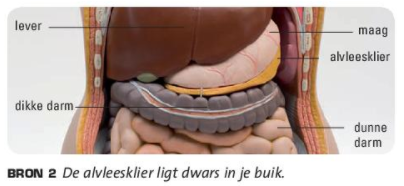 lever
maag
alvleesklier
dikke darm
dunne
darm
BRON 2 De alvleesklier ligt dwars in je buik.